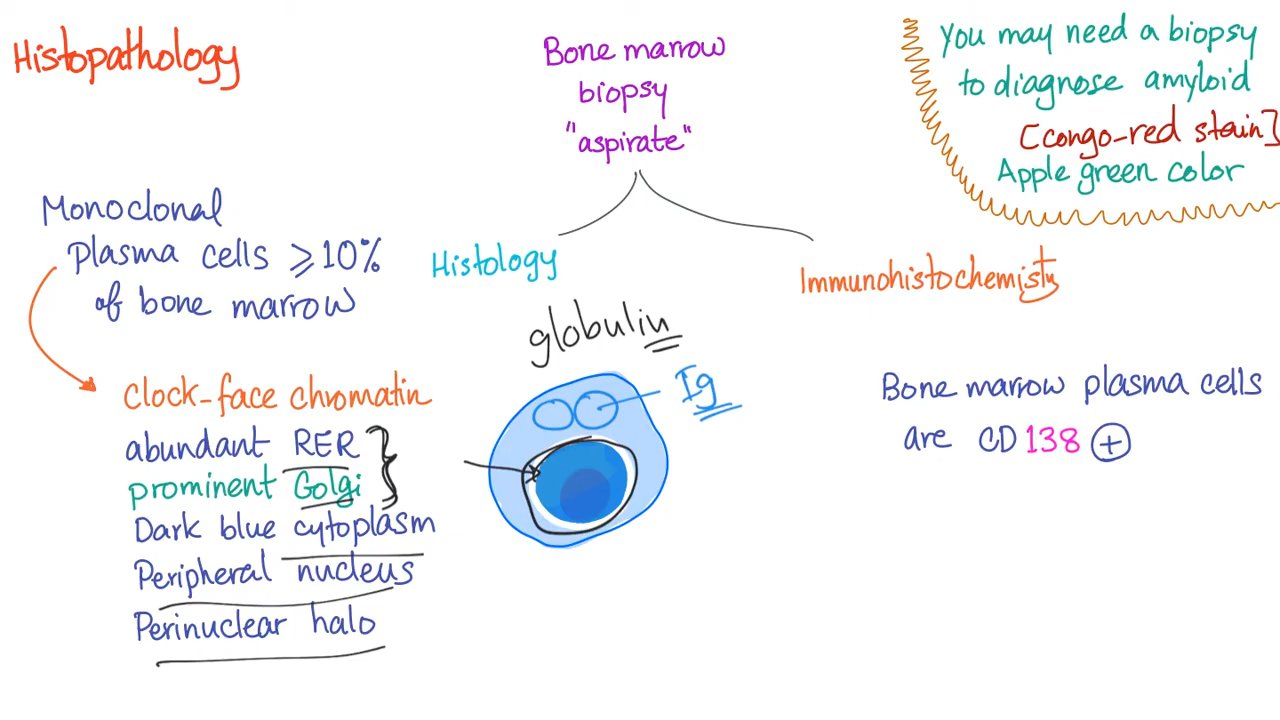 Histopathology
Bone marrow
biopsy
"aspirate"
You may need a biopsy
to diagnose amyloid
[congo-red stain]
Apple green color
Monoclonal
Plasma cells ≥10%
of bone marrow
Clock-face chromatin
abundant RER
prominent Golgi
Dark blue cytoplasm
Peripheral nucleus
Perinuclear halo
Histology
globulin
Ig
Immunohistochemisty
Bone marrow plasma cells
are CD138 +